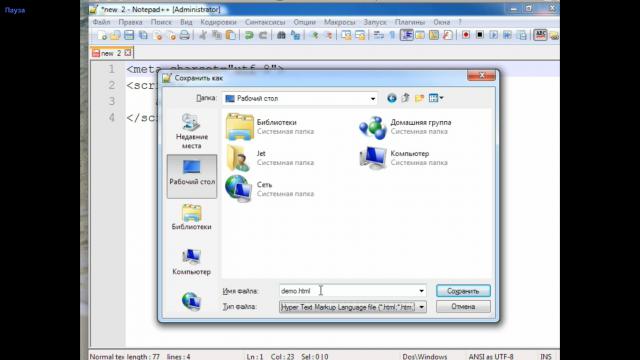 Пауза
*new 2 - Notepad++ [Administrator]
Файл Правка Поиск Вид Кодировки Синтаксисы Опции Макросы Запуск Плагины Окна ?
new 2
1 <meta charset="utf-8">
2 <scr
3
4 </sc
Сохранить как
Папка: Рабочий стол
Недавние места
Рабочий стол
Библиотеки
Компьютер
Библиотеки
Системная папка
Домашняя группа
Системная папка
Jet
Системная папка
Компьютер
Системная папка
Сеть
Системная папка
Имя файла: demo.html Сохранить
Тип файла: Hyper Text Markup Language file (*.html;*.htm; Отмена
Normal tex length : 77 lines : 4 Ln : 1 Col : 23 Sel : 0 | 0 Dos\Windows ANSI as UTF-8 INS